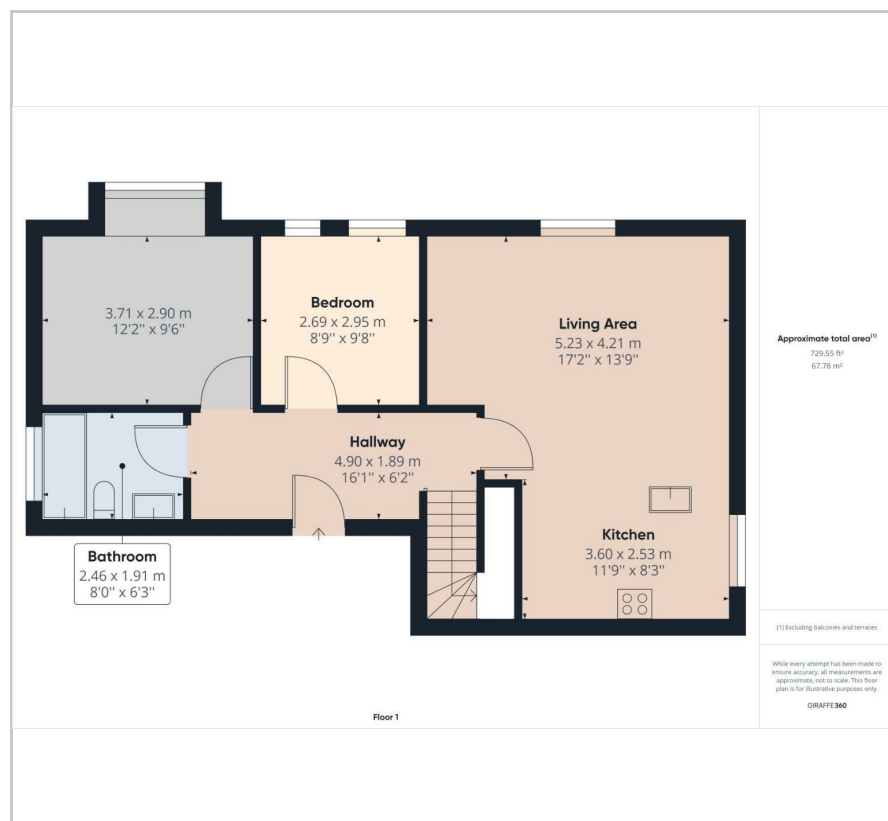 3.71 x 2.90 m
12'2" x 9'6"
Bedroom
2.69 x 2.95 m
8'9" x 9'8"
Living Area
5.23 x 4.21 m
17'2" x 13'9"
Hallway
4.90 x 1.89 m
16'1" x 6'2"
Kitchen
3.60 x 2.53 m
11'9" x 8'3"
Bathroom
2.46 x 1.91 m
8'0" x 6'3"
Floor 1
Approximate total area(1)
729.55 ft²
67.78 m²
(1) Excluding balconies and terraces
While every attempt has been made to
ensure accuracy, all measurements are
approximate, not to scale. This floor
plan is for illustrative purposes only.
GIRAFFE360